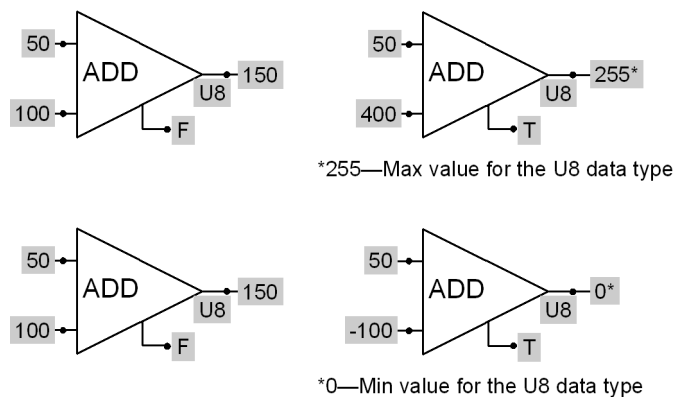 50
ADD
100
U8
150
F
50
ADD
400
U8
255*
T
*255—Max value for the U8 data type
50
ADD
100
U8
150
F
50
ADD
-100
U8
0*
T
*0—Min value for the U8 data type